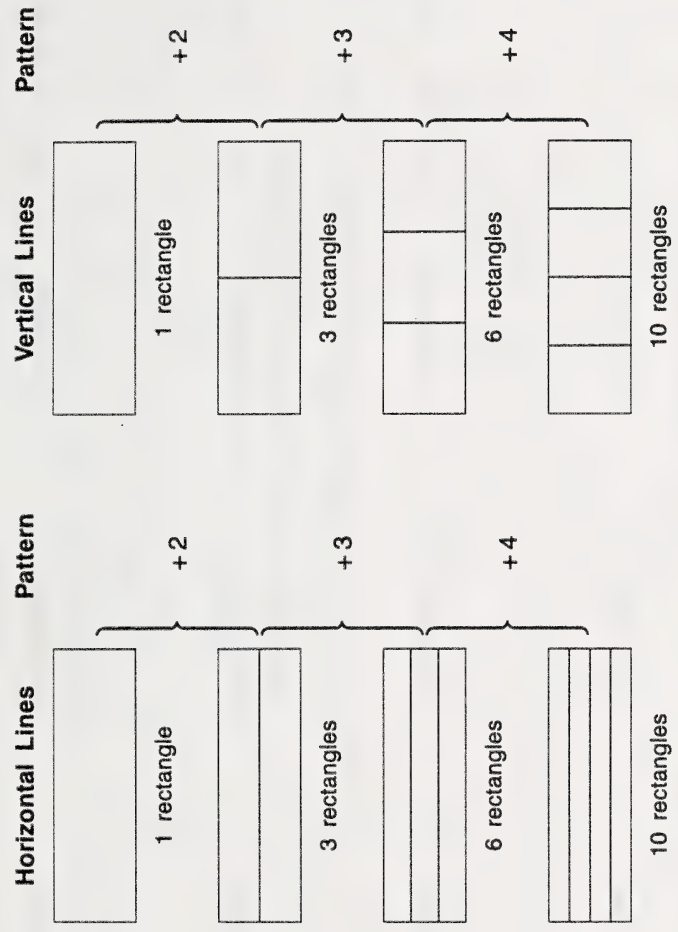 Horizontal Lines Pattern Vertical Lines Pattern
1 rectangle 1 rectangle
+2 +2
3 rectangles 3 rectangles
+3 +3
6 rectangles 6 rectangles
+4 +4
10 rectangles 10 rectangles